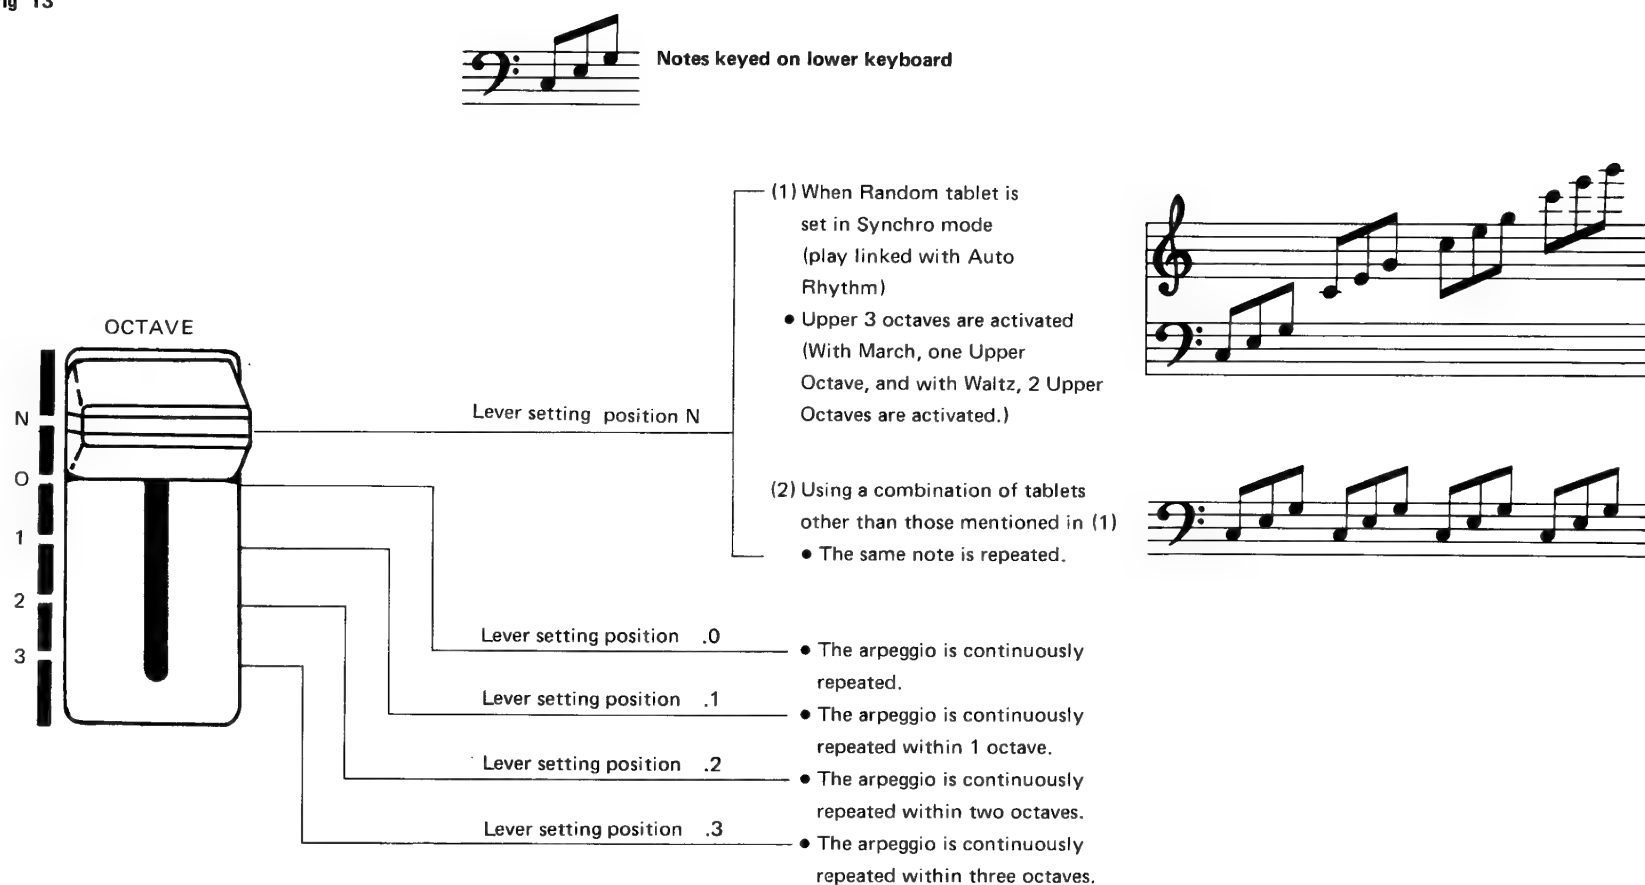 Fig 13
Notes keyed on lower keyboard
OCTAVE
N
0
1
2
3
Lever setting position N
(1) When Random tablet is
set in Synchro mode
(play linked with Auto
Rhythm)
● Upper 3 octaves are activated
(With March, one Upper
Octave, and with Waltz, 2 Upper
Octaves are activated.)
(2) Using a combination of tablets
other than those mentioned in (1)
● The same note is repeated.
Lever setting position .0
● The arpeggio is continuously
repeated.
Lever setting position .1
● The arpeggio is continuously
repeated within 1 octave.
Lever setting position .2
● The arpeggio is continuously
repeated within two octaves.
Lever setting position .3
● The arpeggio is continuously
repeated within three octaves.